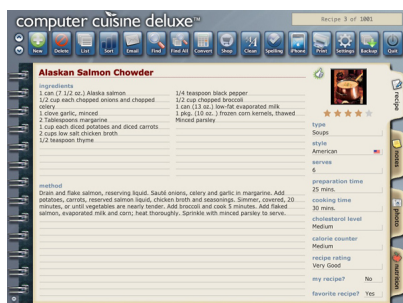 computer cuisine deluxe™
Recipe 3 of 1001
New
Delete
List
Sort
Email
Find
Find All
Convert
Shop
Clean
Spelling
iPhone
Print
Settings
Backup
Quit
Alaskan Salmon Chowder
ingredients
1 can (7 1/2 oz.) Alaska salmon
1/2 cup each chopped onions and chopped
celery
1 clove garlic, minced
2 Tablespoons margarine
1 cup each diced potatoes and diced carrots
2 cups low salt chicken broth
1/2 teaspoon thyme
1/4 teaspoon black pepper
1/2 cup chopped broccoli
1 can (13 oz.) low-fat evaporated milk
1 pkg. (10 oz. ) frozen corn kernels, thawed
Minced parsley
method
Drain and flake salmon, reserving liquid. Sauté onions, celery and garlic in margarine. Add
potatoes, carrots, reserved salmon liquid, chicken broth and seasonings. Simmer, covered, 20
minutes, or until vegetables are nearly tender. Add broccoli and cook 5 minutes. Add flaked
salmon, evaporated milk and corn; heat thoroughly. Sprinkle with minced parsley to serve.
type
Soups
style
American
serves
6
preparation time
25 mins.
cooking time
30 mins.
cholesterol level
Medium
calorie counter
Medium
recipe rating
Very Good
my recipe? No
favorite recipe? Yes
recipe
notes
photo
nutrition